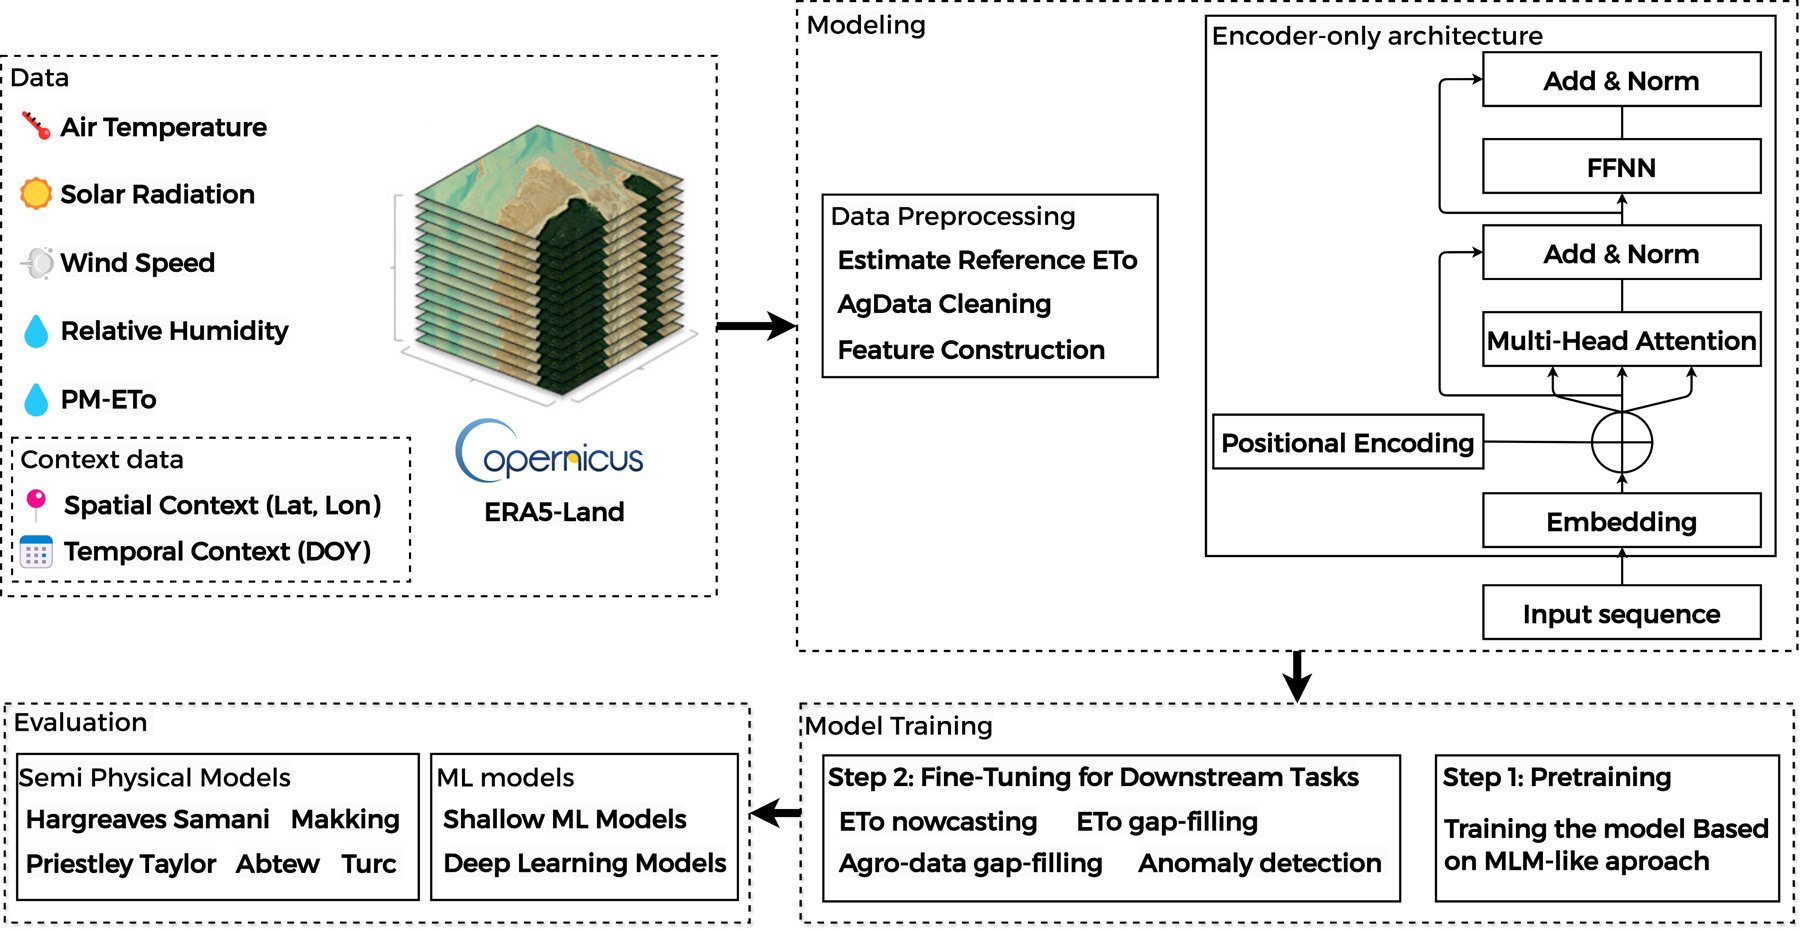 Data
Air Temperature
Solar Radiation
Wind Speed
Relative Humidity
PM-ETo
Context data
Spatial Context (Lat, Lon)
Temporal Context (DOY)
Copernicus
ERA5-Land
Modeling
Data Preprocessing
Estimate Reference ETo
AgData Cleaning
Feature Construction
Encoder-only architecture
Add & Norm
FFNN
Add & Norm
Multi-Head Attention
Positional Encoding
Embedding
Input sequence
Model Training
Step 1: Pretraining
Training the model Based
on MLM-like aproach
Step 2: Fine-Tuning for Downstream Tasks
ETo nowcasting ETo gap-filling
Agro-data gap-filling Anomaly detection
Evaluation
Semi Physical Models
Hargreaves Samani Makking
Priestley Taylor Abtew Turc
ML models
Shallow ML Models
Deep Learning Models